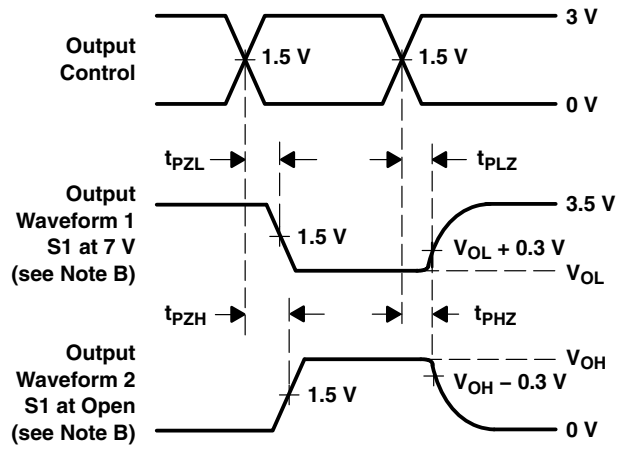 3 V
Output
Control
1.5 V
1.5 V
0 V
tPZL
tPLZ
Output
Waveform 1
S1 at 7 V
(see Note B)
3.5 V
1.5 V
VOL + 0.3 V
VOL
tPZH
tPHZ
Output
Waveform 2
S1 at Open
(see Note B)
VOH
VOH − 0.3 V
1.5 V
0 V